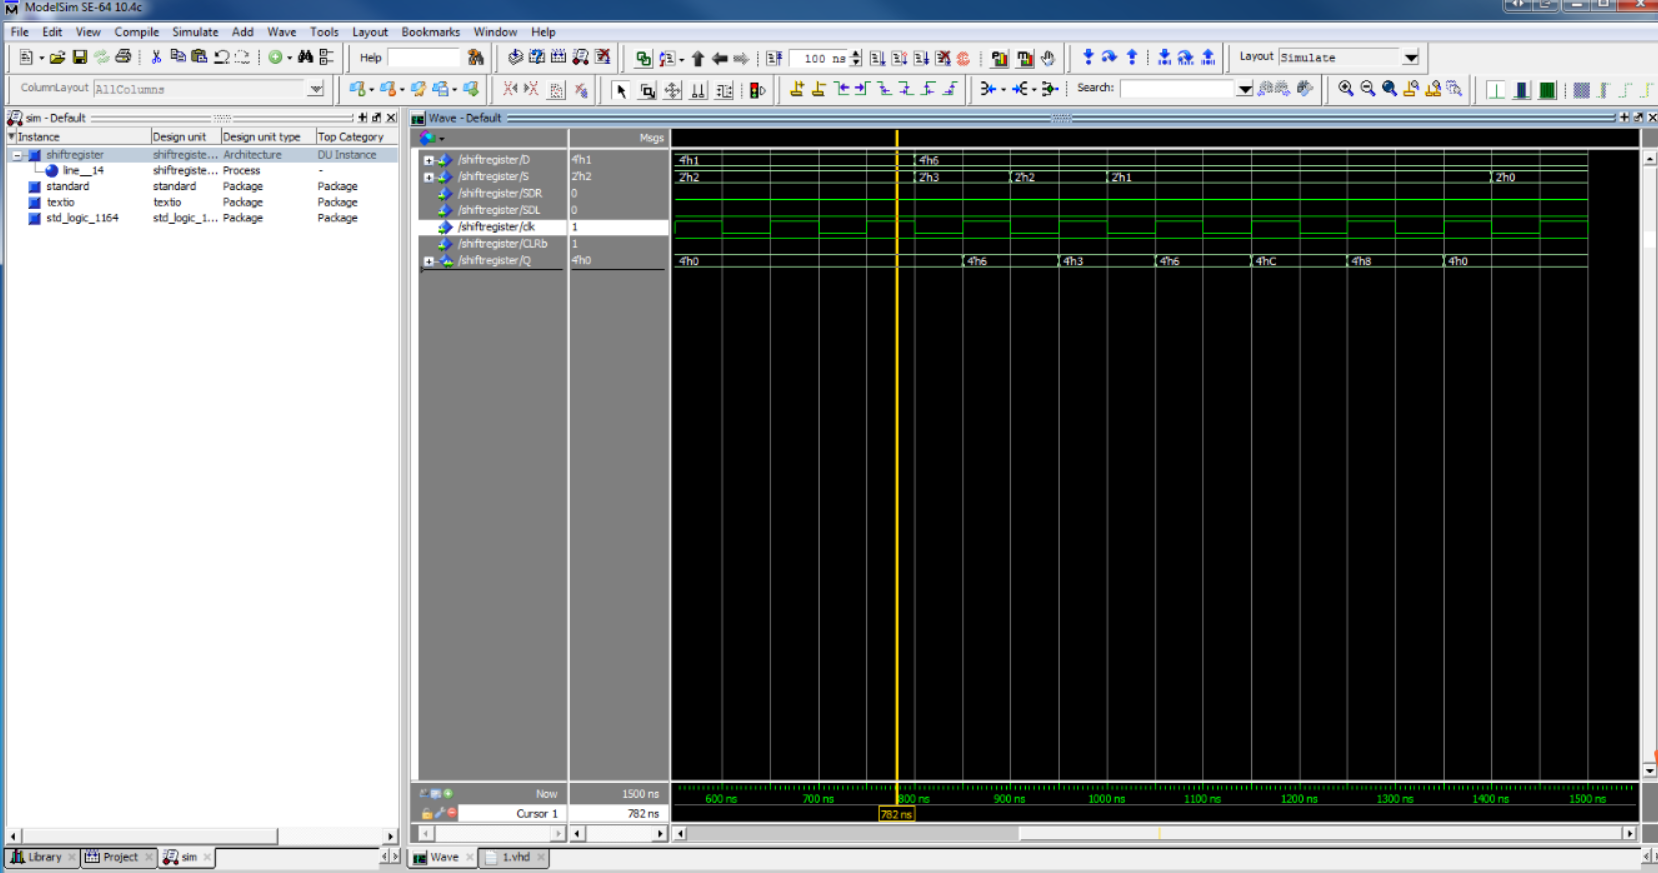 ModelSim SE-64 10.4c
File Edit View Compile Simulate Add Wave Tools Layout Bookmarks Window Help
Help 100 ns Layout Simulate
ColumnLayout AllColumns Search:
sim - Default
Instance Design unit Design unit type Top Category
shiftregister shiftregiste... Architecture DU Instance
line__14 shiftregiste... Process -
standard standard Package Package
textio textio Package Package
std_logic_1164 std_logic_1... Package Package
Wave - Default
Msgs
/shiftregister/D 4'h1 4'h1 4'h6
/shiftregister/S 2'h2 2'h2 2'h3 2'h2 2'h1 2'h0
/shiftregister/SDR 0
/shiftregister/SDL 0
/shiftregister/clk 1
/shiftregister/CLRb 1
/shiftregister/Q 4'h0 4'h0 4'h6 4'h3 4'h6 4'hC 4'h8 4'h0
Now 1500 ns 600 ns 700 ns 800 ns 900 ns 1000 ns 1100 ns 1200 ns 1300 ns 1400 ns 1500 ns
Cursor 1 782 ns 782 ns
Library Project sim Wave 1.vhd